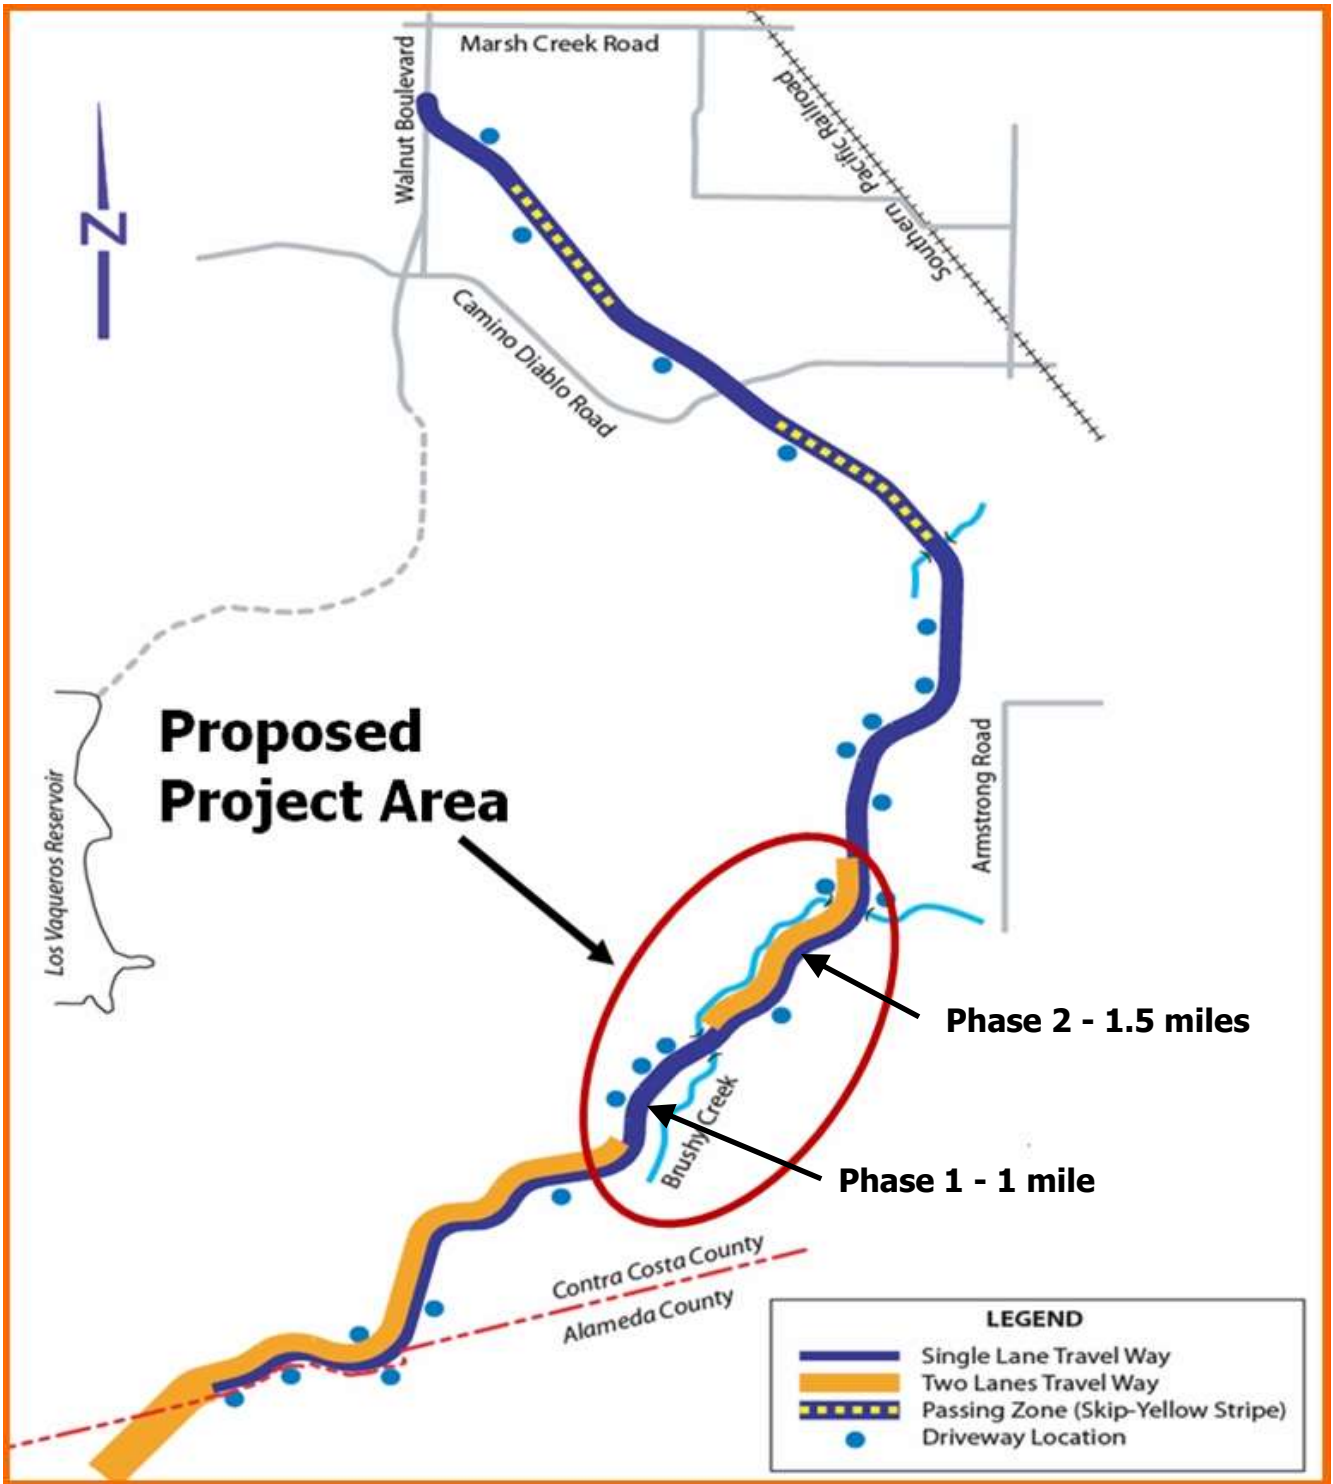 Marsh Creek Road
Walnut Boulevard
Southern Pacific Railroad
N
Camino Diablo Road
Proposed
Project Area
Los Vaqueros Reservoir
Armstrong Road
Phase 2 - 1.5 miles
Brushy Creek
Phase 1 - 1 mile
Contra Costa County
Alameda County
LEGEND
Single Lane Travel Way
Two Lanes Travel Way
Passing Zone (Skip-Yellow Stripe)
Driveway Location